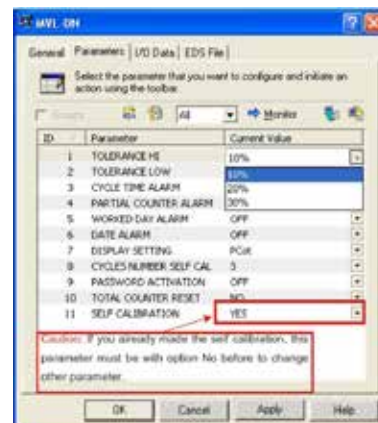 MVL-DN
General Parameters I/O Data EDS File
Select the parameter that you want to configure and initiate an
action using the toolbar.
Groups All Monitor
ID Parameter Current Value
1 TOLERANCE HI 10%
2 TOLERANCE LOW 10%
3 CYCLE TIME ALARM 20%
4 PARTIAL COUNTER ALARM 30%
5 WORKED DAY ALARM OFF
6 DATE ALARM OFF
7 DISPLAY SETTING PCnt
8 CYCLES NUMBER SELF CAL 3
9 PASSWORD ACTIVATION OFF
10 TOTAL COUNTER RESET NO
11 SELF CALIBRATION YES
Caution: If you already made the self calibration, this
parameter must be with option No before to change
other parameter.
OK Cancel Apply Help